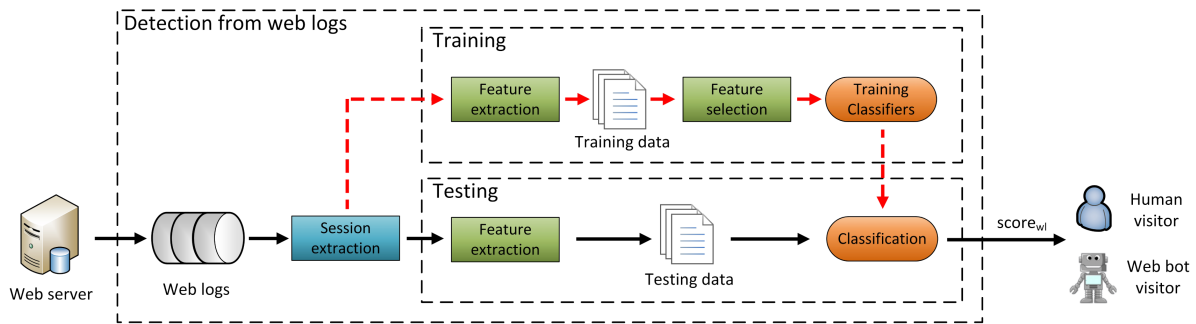 Detection from web logs
Training
Feature
extraction
Training data
Feature
selection
Training
Classifiers
Testing
Web server
Web logs
Session
extraction
Feature
extraction
Testing data
Classification
score_wl
Human
visitor
Web bot
visitor